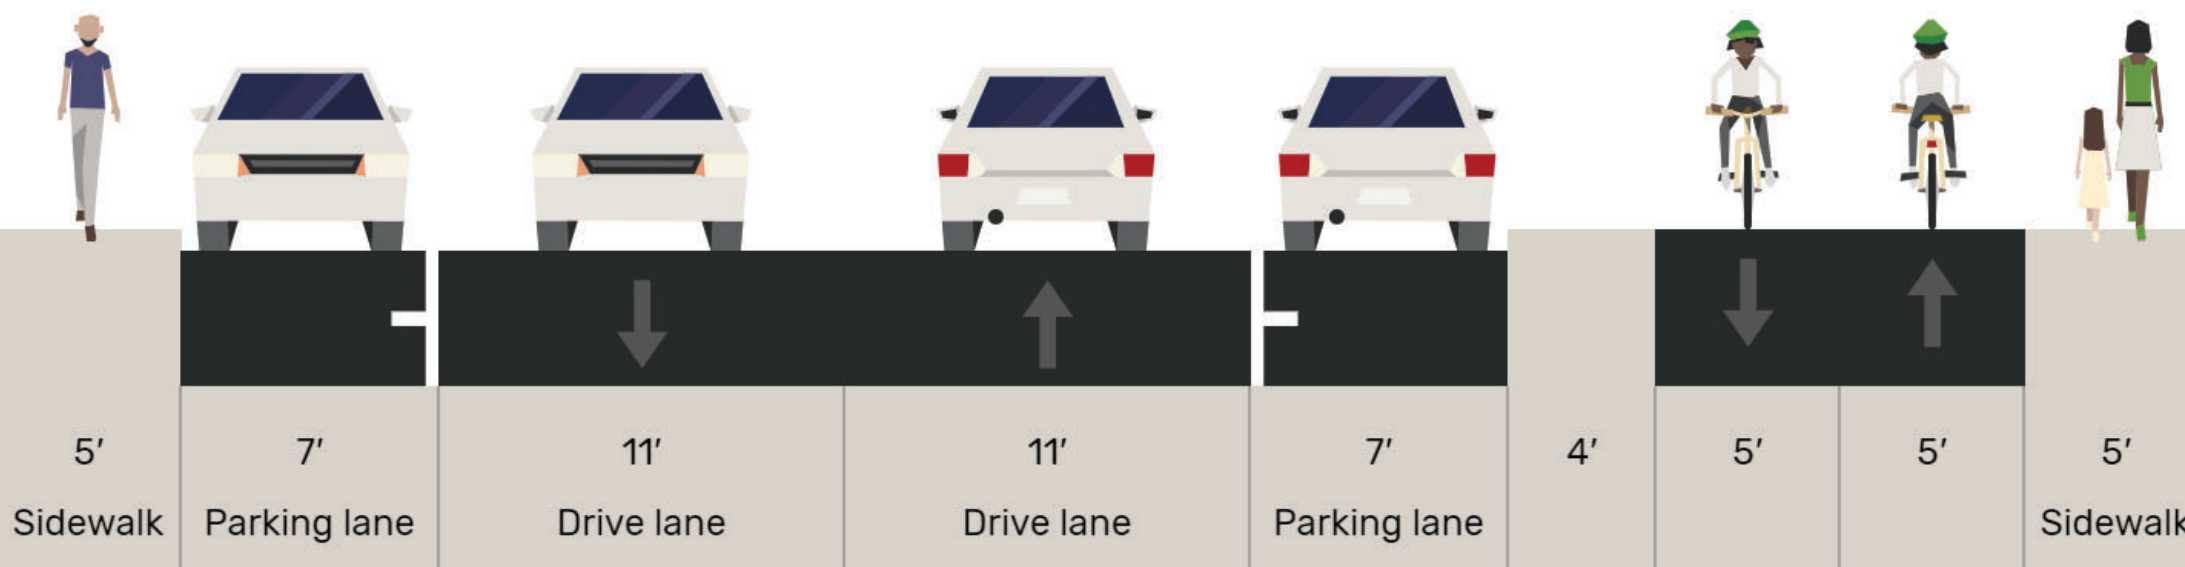 5′ 7′ 11′ 11′ 7′ 4′ 5′ 5′ 5′
Sidewalk Parking lane Drive lane Drive lane Parking lane Sidewalk